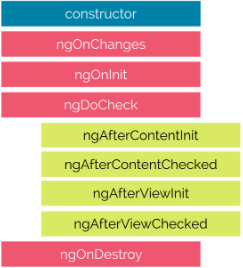 constructor
ngOnChanges
ngOnInit
ngDoCheck
ngAfterContentInit
ngAfterContentChecked
ngAfterViewInit
ngAfterViewChecked
ngOnDestroy